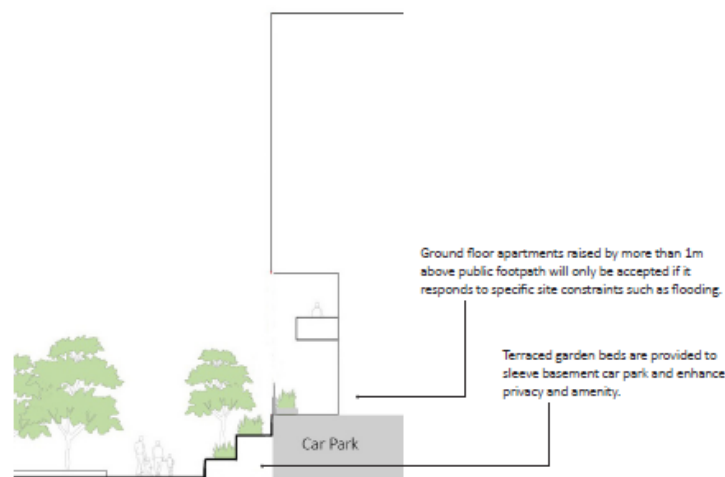 Ground floor apartments raised by more than 1m
above public footpath will only be accepted if it
responds to specific site constraints such as flooding.
Terraced garden beds are provided to
sleeve basement car park and enhance
privacy and amenity.
Car Park